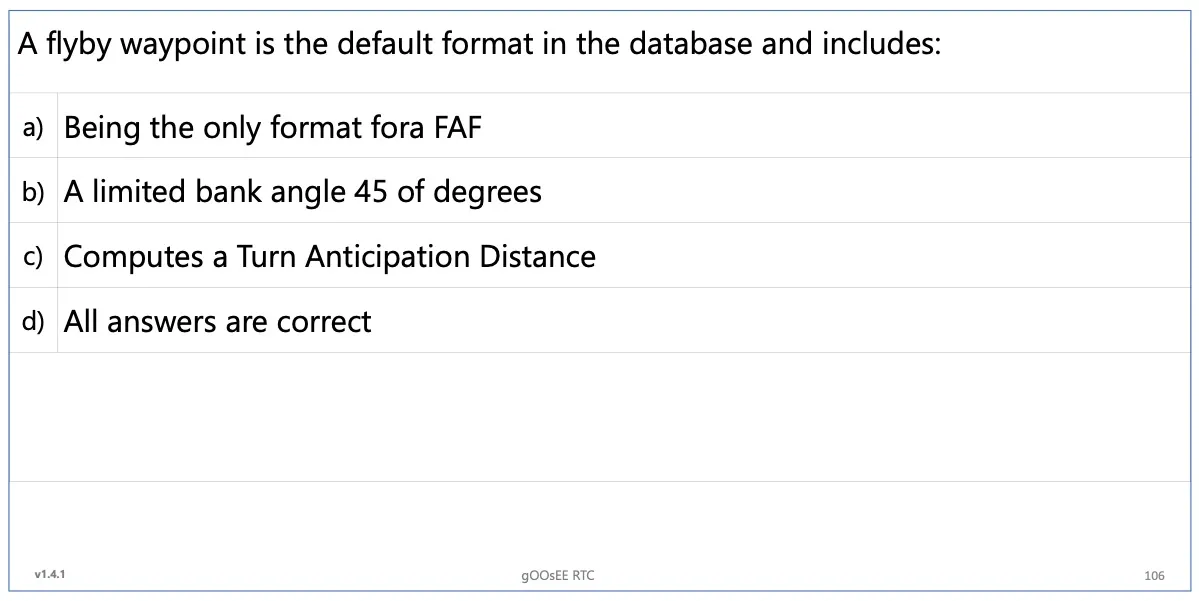 A flyby waypoint is the default format in the database and includes:
a) Being the only format fora FAF
b) A limited bank angle 45 of degrees
c) Computes a Turn Anticipation Distance
d) All answers are correct
v1.4.1 gOOsEE RTC 106